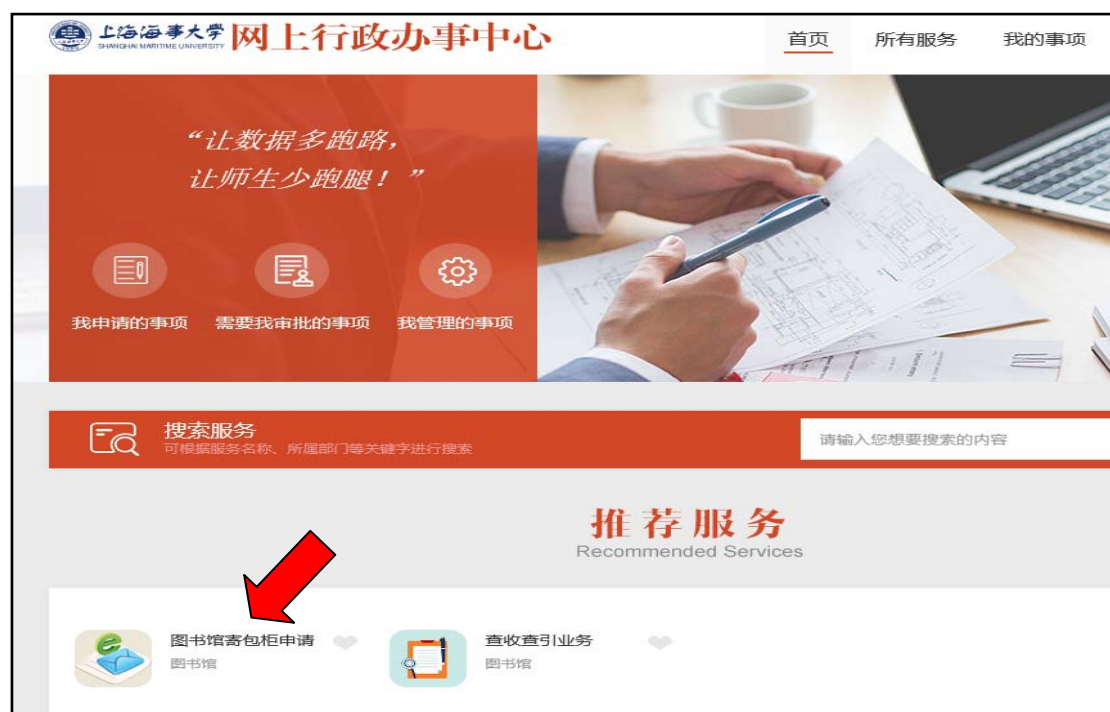 上海海事大学
SHANGHAI MARITIME UNIVERSITY
网上行政办事中心
首页 所有服务 我的事项
“让数据多跑路，
让师生少跑腿！”
我申请的事项 需要我审批的事项 我管理的事项
搜索服务
可根据服务名称、所属部门等关键字进行搜索
请输入您想要搜索的内容
推荐服务
Recommended Services
图书馆寄包柜申请 查收查引业务
图书馆 图书馆